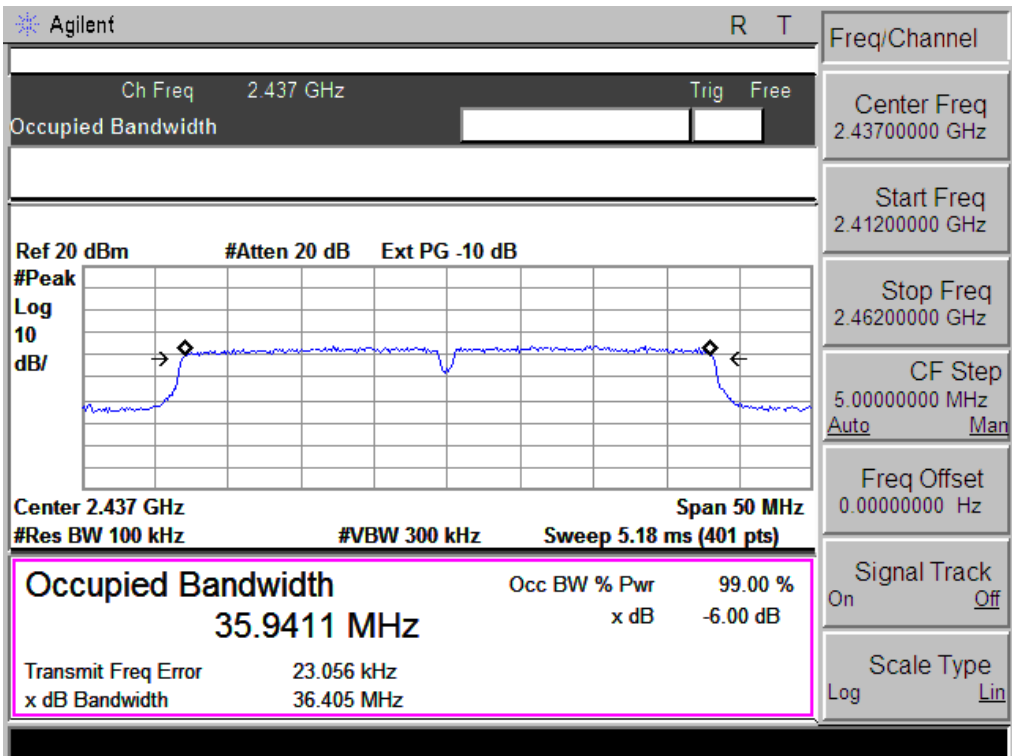 Agilent R T
Ch Freq 2.437 GHz Trig Free
Occupied Bandwidth
Ref 20 dBm #Atten 20 dB Ext PG -10 dB
#Peak
Log
10
dB/
Center 2.437 GHz Span 50 MHz
#Res BW 100 kHz #VBW 300 kHz Sweep 5.18 ms (401 pts)
Occupied Bandwidth Occ BW % Pwr 99.00 %
35.9411 MHz x dB -6.00 dB
Transmit Freq Error 23.056 kHz
x dB Bandwidth 36.405 MHz
Freq/Channel
Center Freq
2.43700000 GHz
Start Freq
2.41200000 GHz
Stop Freq
2.46200000 GHz
CF Step
5.00000000 MHz
Auto Man
Freq Offset
0.00000000 Hz
Signal Track
On Off
Scale Type
Log Lin